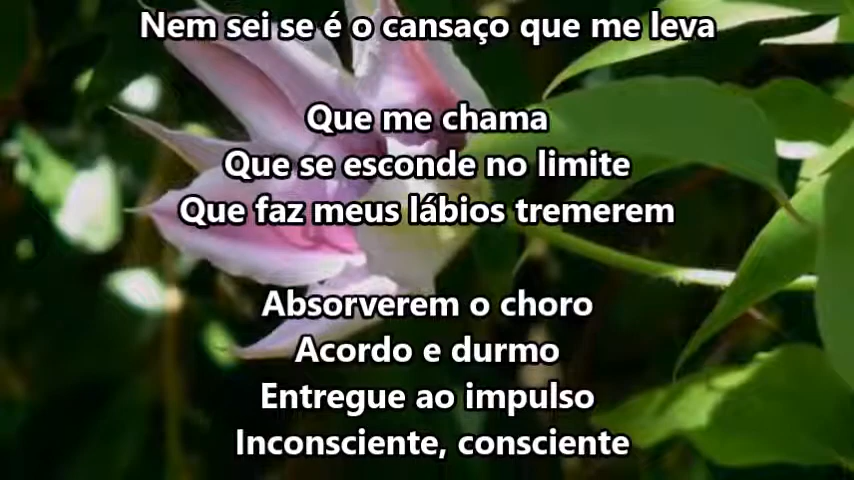 Nem sei se é o cansaço que me leva
Que me chama
Que se esconde no limite
Que faz meus lábios tremerem
Absorverem o choro
Acordo e durmo
Entregue ao impulso
Inconsciente, consciente